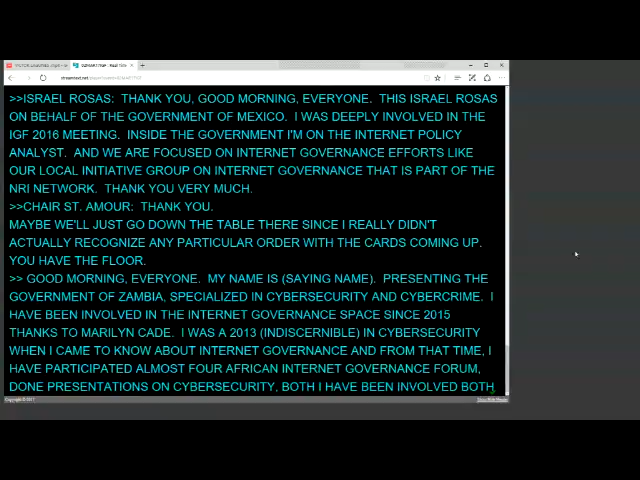 streamtext.net
>>ISRAEL ROSAS:  THANK YOU, GOOD MORNING, EVERYONE.  THIS ISRAEL ROSAS
ON BEHALF OF THE GOVERNMENT OF MEXICO.  I WAS DEEPLY INVOLVED IN THE
IGF 2016 MEETING.  INSIDE THE GOVERNMENT I'M ON THE INTERNET POLICY
ANALYST.  AND WE ARE FOCUSED ON INTERNET GOVERNANCE EFFORTS LIKE
OUR LOCAL INITIATIVE GROUP ON INTERNET GOVERNANCE THAT IS PART OF THE
NRI NETWORK.  THANK YOU VERY MUCH.
>>CHAIR ST. AMOUR:  THANK YOU.
MAYBE WE'LL JUST GO DOWN THE TABLE THERE SINCE I REALLY DIDN'T
ACTUALLY RECOGNIZE ANY PARTICULAR ORDER WITH THE CARDS COMING UP.
YOU HAVE THE FLOOR.
>> GOOD MORNING, EVERYONE.  MY NAME IS (SAYING NAME).  PRESENTING THE
GOVERNMENT OF ZAMBIA, SPECIALIZED IN CYBERSECURITY AND CYBERCRIME.  I
HAVE BEEN INVOLVED IN THE INTERNET GOVERNANCE SPACE SINCE 2015
THANKS TO MARILYN CADE.  I WAS A 2013 (INDISCERNIBLE) IN CYBERSECURITY
WHEN I CAME TO KNOW ABOUT INTERNET GOVERNANCE AND FROM THAT TIME, I
HAVE PARTICIPATED ALMOST FOUR AFRICAN INTERNET GOVERNANCE FORUM,
DONE PRESENTATIONS ON CYBERSECURITY, BOTH I HAVE BEEN INVOLVED BOTH